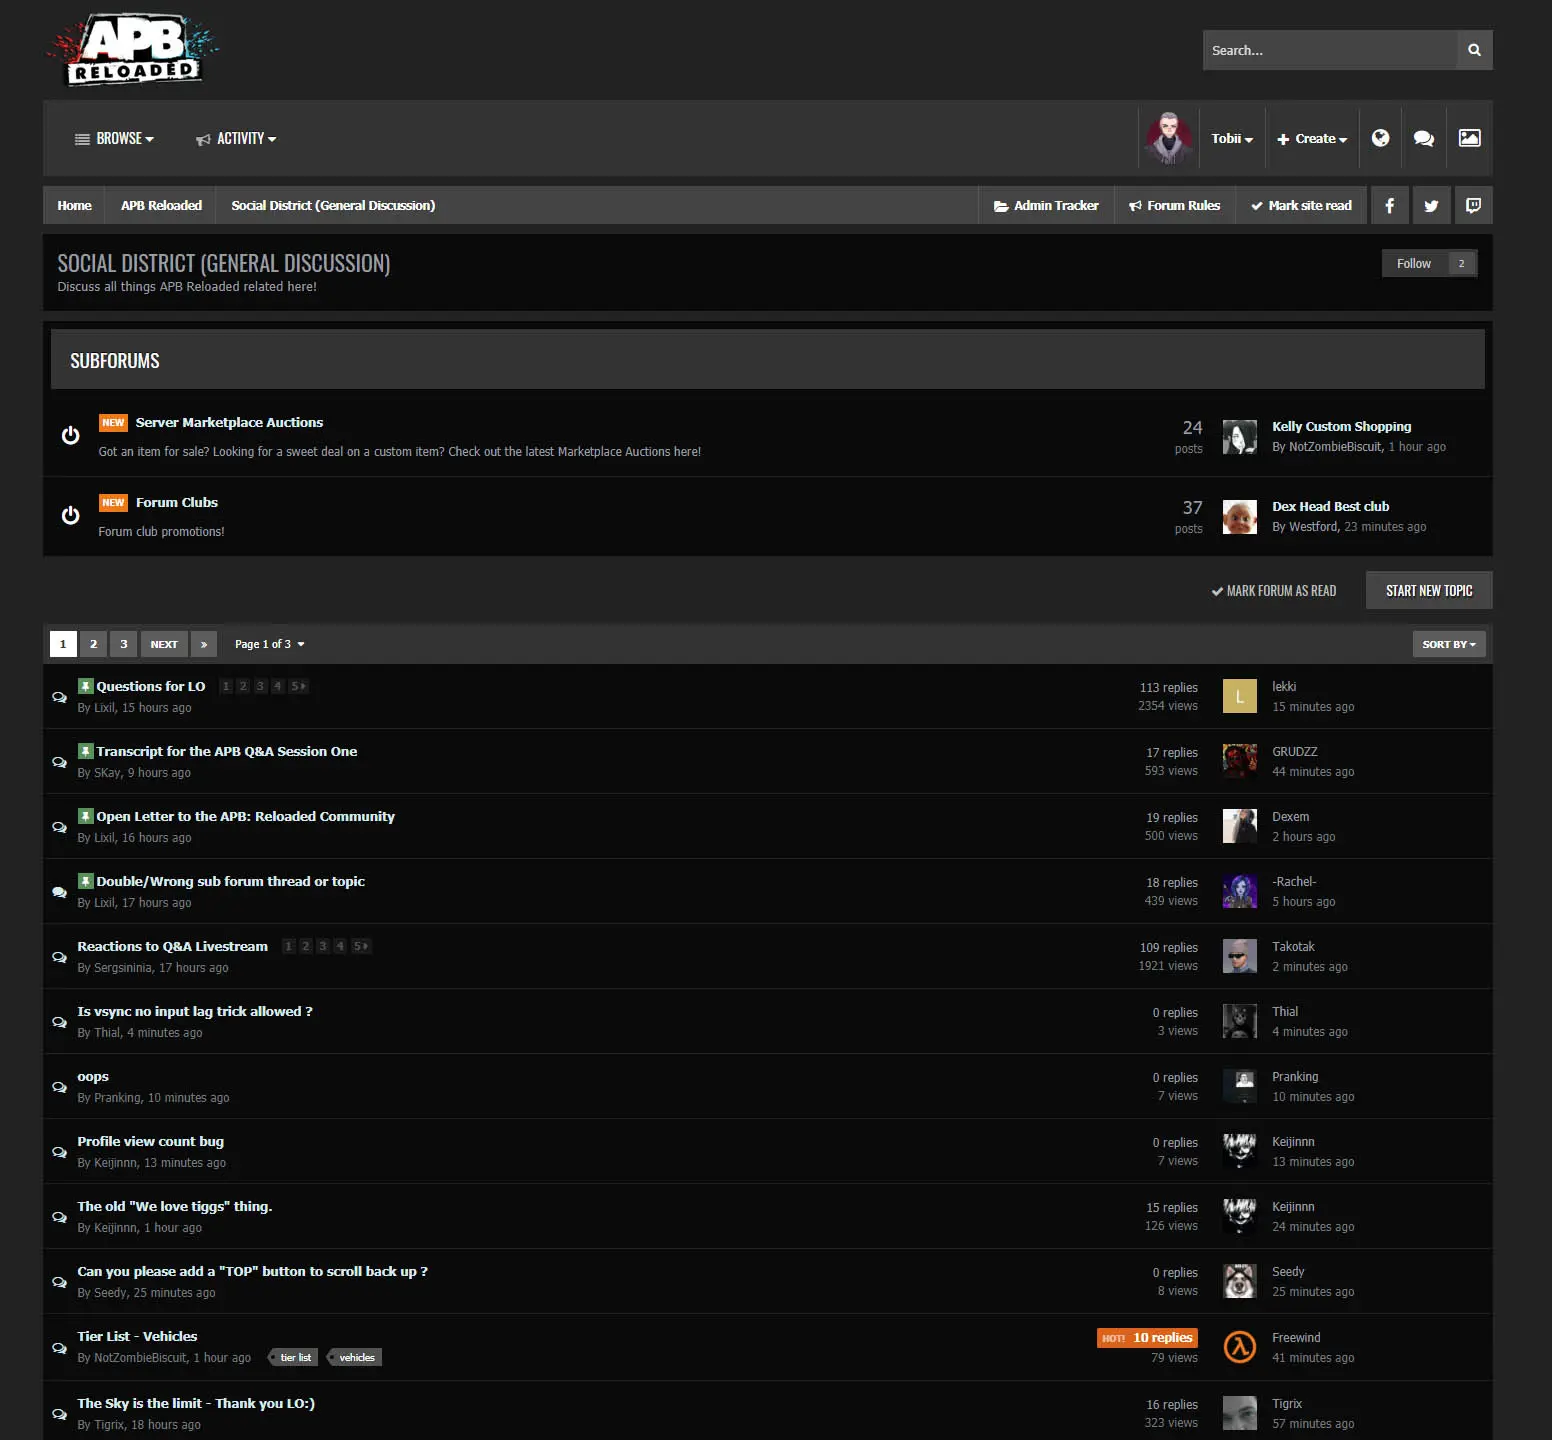 APB
RELOADED
Search...
BROWSE
ACTIVITY
Tobii
Create
Home
APB Reloaded
Social District (General Discussion)
Admin Tracker
Forum Rules
Mark site read
SOCIAL DISTRICT (GENERAL DISCUSSION)
Discuss all things APB Reloaded related here!
Follow 2
SUBFORUMS
NEW Server Marketplace Auctions
Got an item for sale? Looking for a sweet deal on a custom item? Check out the latest Marketplace Auctions here!
24
posts
Kelly Custom Shopping
By NotZombieBiscuit, 1 hour ago
NEW Forum Clubs
Forum club promotions!
37
posts
Dex Head Best club
By Westford, 23 minutes ago
MARK FORUM AS READ
START NEW TOPIC
1 2 3 NEXT » Page 1 of 3
SORT BY
Questions for LO 1 2 3 4 5
By Lixil, 15 hours ago
113 replies
2354 views
L
lekki
15 minutes ago
Transcript for the APB Q&A Session One
By SKay, 9 hours ago
17 replies
593 views
GRUDZZ
44 minutes ago
Open Letter to the APB: Reloaded Community
By Lixil, 16 hours ago
19 replies
500 views
Dexem
2 hours ago
Double/Wrong sub forum thread or topic
By Lixil, 17 hours ago
18 replies
439 views
-Rachel-
5 hours ago
Reactions to Q&A Livestream 1 2 3 4 5
By Sergsininia, 17 hours ago
109 replies
1921 views
Takotak
2 minutes ago
Is vsync no input lag trick allowed ?
By Thial, 4 minutes ago
0 replies
3 views
Thial
4 minutes ago
oops
By Pranking, 10 minutes ago
0 replies
7 views
Pranking
10 minutes ago
Profile view count bug
By Keijinnn, 13 minutes ago
0 replies
7 views
Keijinnn
13 minutes ago
The old "We love tiggs" thing.
By Keijinnn, 1 hour ago
15 replies
126 views
Keijinnn
24 minutes ago
Can you please add a "TOP" button to scroll back up ?
By Seedy, 25 minutes ago
0 replies
8 views
Seedy
25 minutes ago
Tier List - Vehicles
By NotZombieBiscuit, 1 hour ago tier list vehicles
HOT! 10 replies
79 views
Freewind
41 minutes ago
The Sky is the limit - Thank you LO:)
By Tigrix, 18 hours ago
16 replies
323 views
Tigrix
57 minutes ago